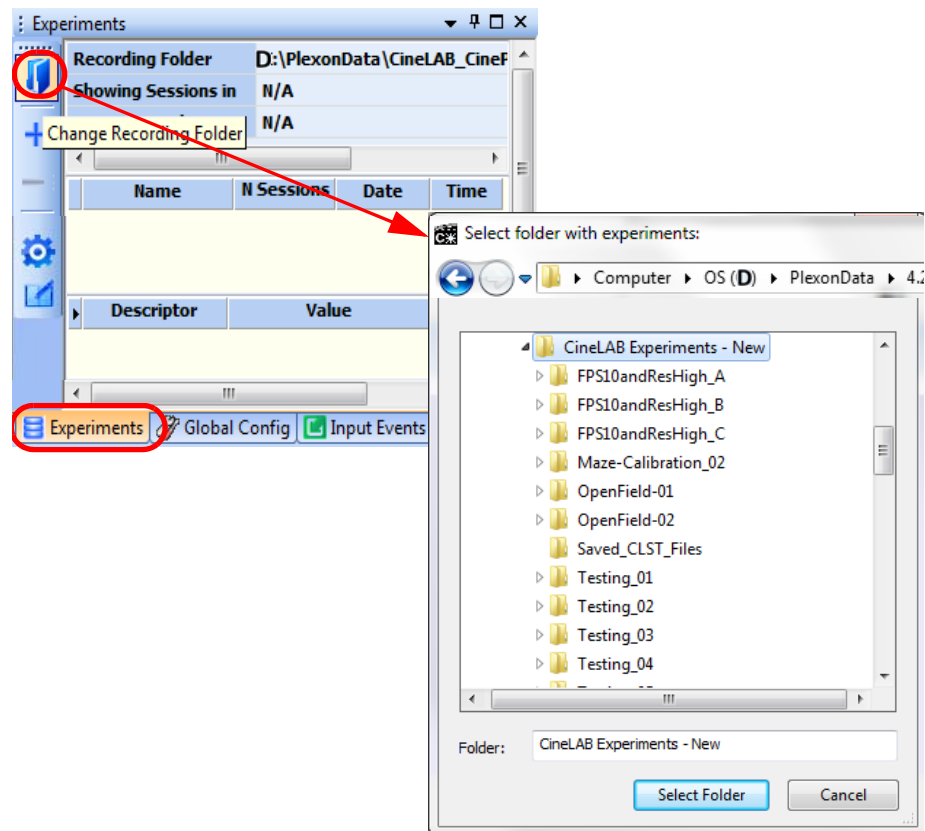 Experiments
Recording Folder D:\PlexonData\CineLAB_CineP
Showing Sessions in N/A
N/A
Change Recording Folder
Name N Sessions Date Time
Descriptor Value
Experiments Global Config Input Events
Select folder with experiments:
Computer OS (D) PlexonData 4.2
CineLAB Experiments - New
FPS10andResHigh_A
FPS10andResHigh_B
FPS10andResHigh_C
Maze-Calibration_02
OpenField-01
OpenField-02
Saved_CLST_Files
Testing_01
Testing_02
Testing_03
Testing_04
Folder: CineLAB Experiments - New
Select Folder Cancel